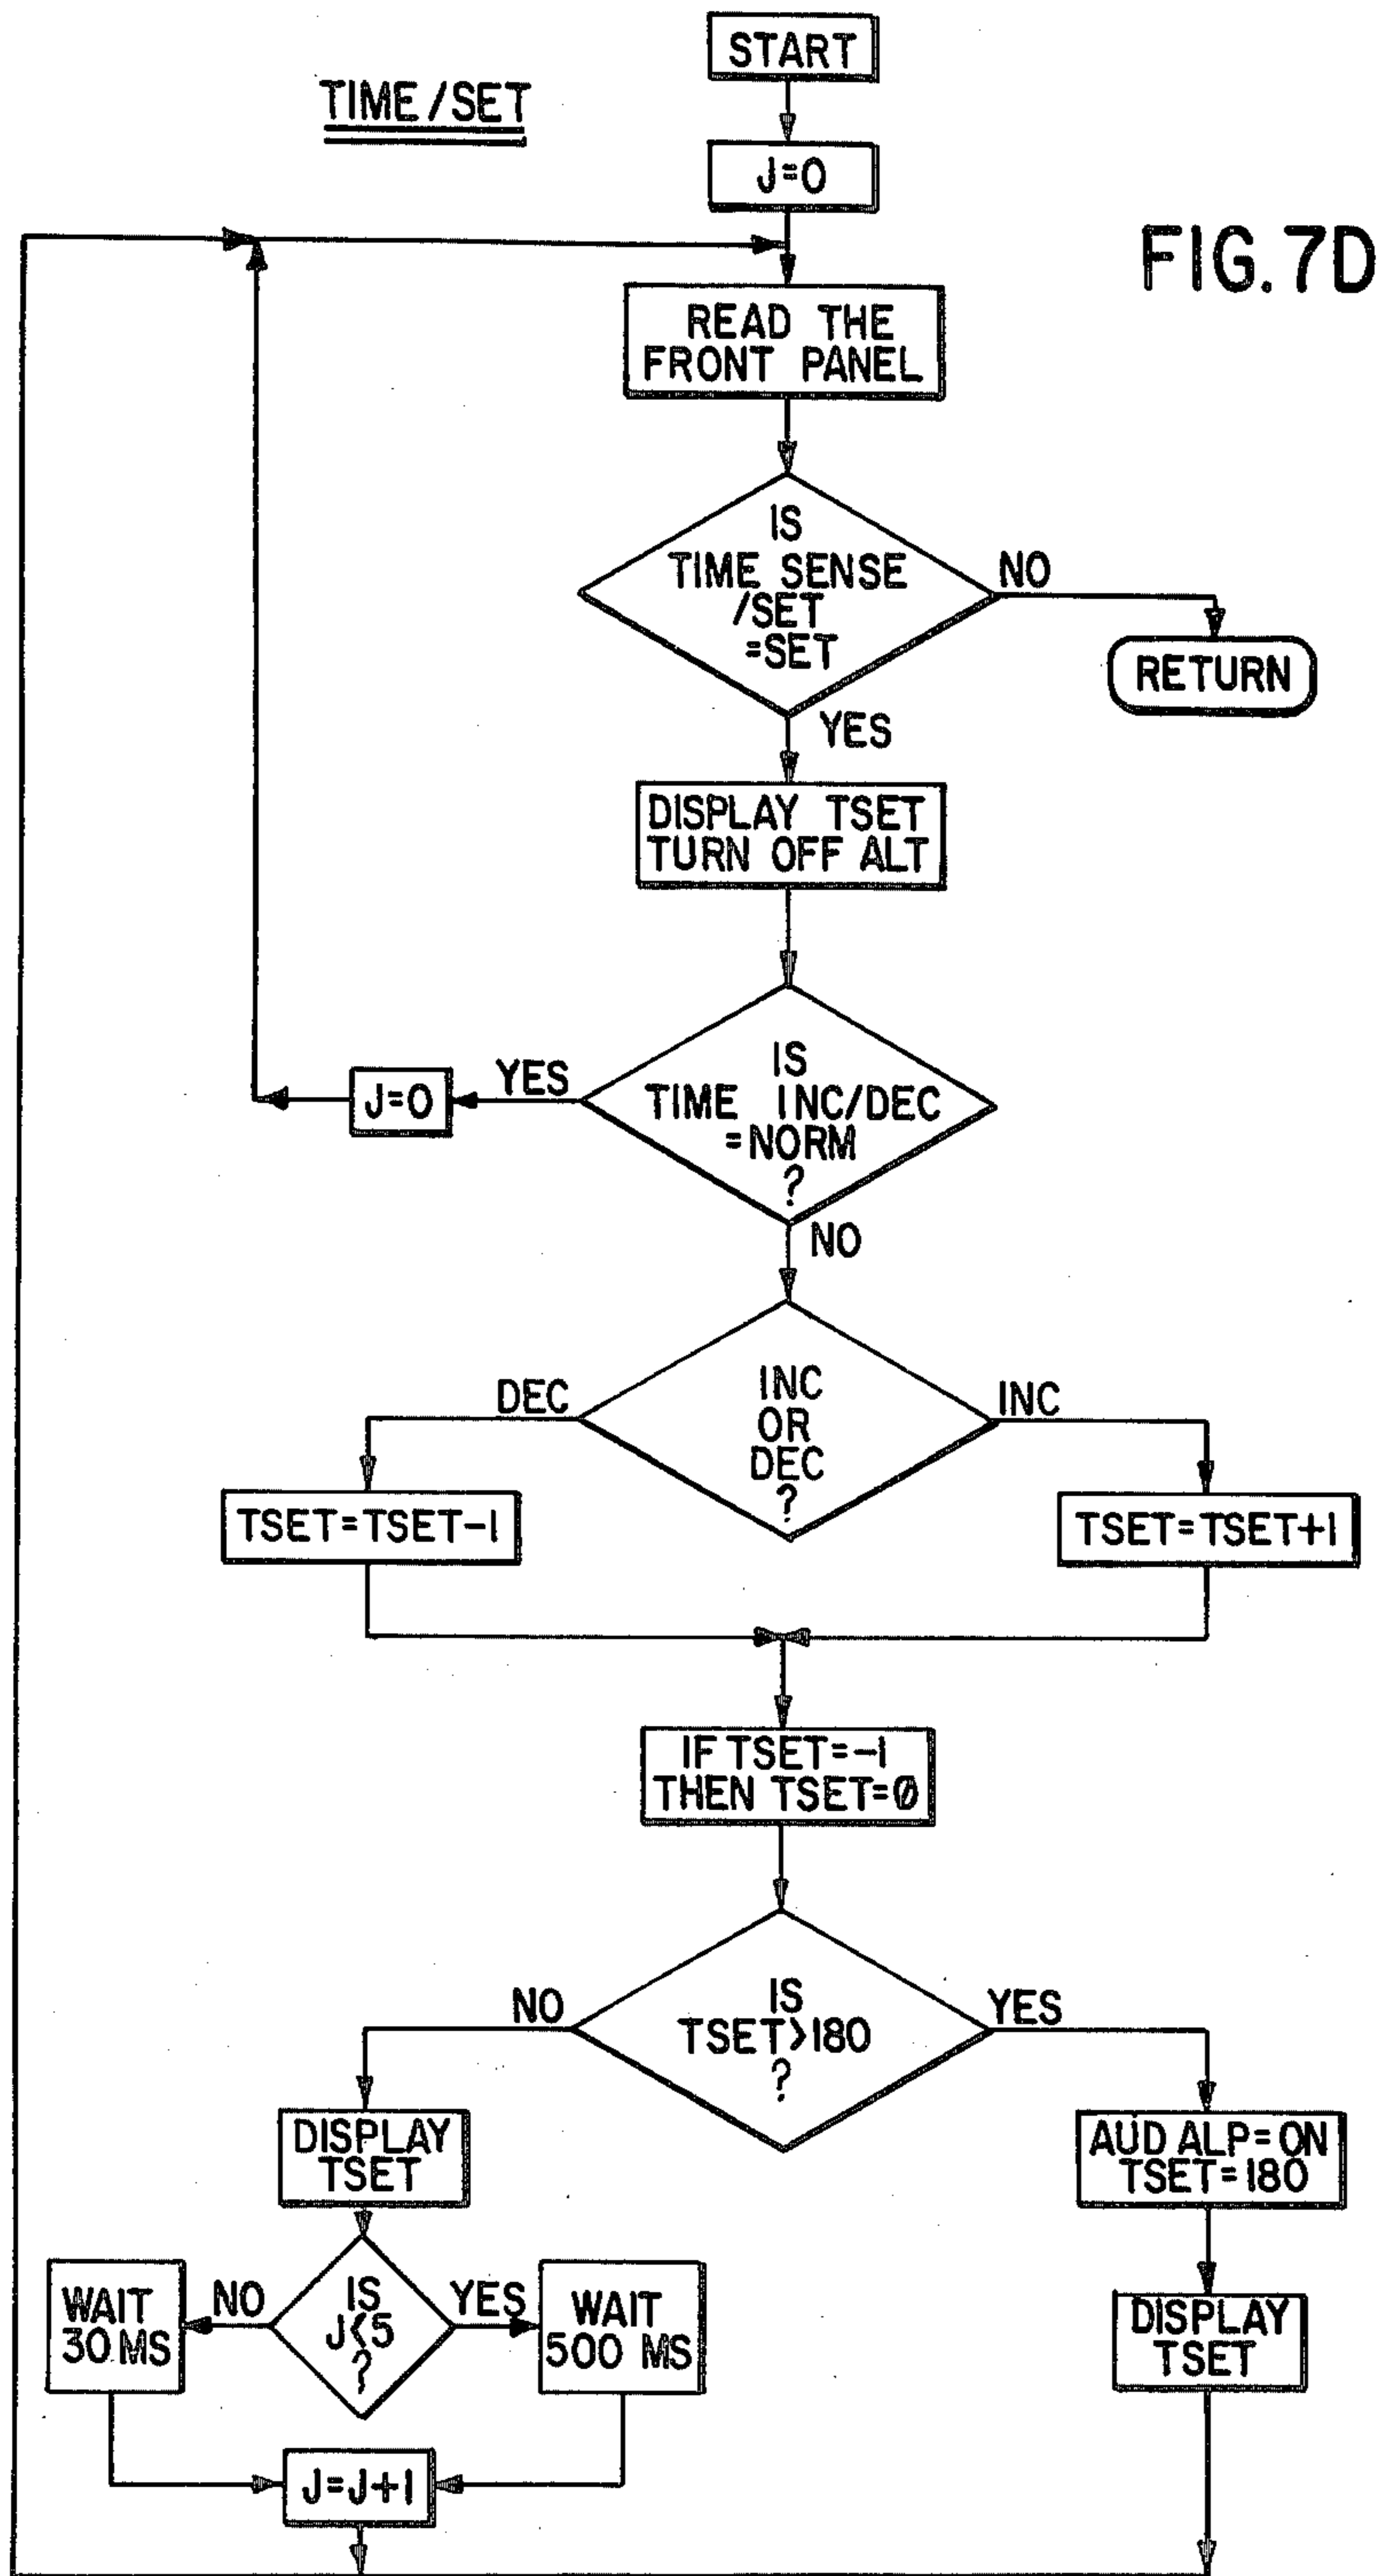 START
TIME/SET
J=0
FIG. 7D
READ THE
FRONT PANEL
IS
TIME SENSE
/SET
=SET
NO
RETURN
YES
DISPLAY TSET
TURN OFF ALT
IS
TIME INC/DEC
=NORM
?
YES
J=0
NO
INC
OR
DEC
?
DEC
INC
TSET=TSET-1
TSET=TSET+1
IF TSET=-1
THEN TSET=0
IS
TSET>180
?
NO
YES
DISPLAY
TSET
AUD ALP=ON
TSET=180
IS
J<5
?
NO
YES
WAIT
30 MS
WAIT
500 MS
DISPLAY
TSET
J=J+1